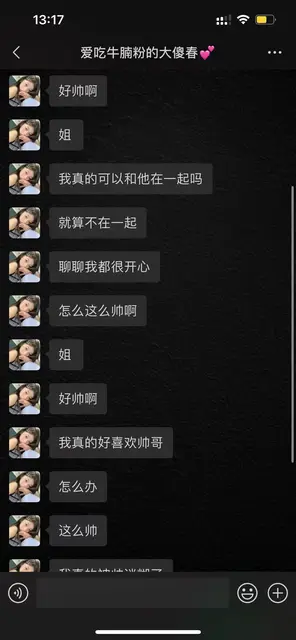 13:17
爱吃牛腩粉的大傻春💕
好帅啊
姐
我真的可以和他在一起吗
就算不在一起
聊聊我都很开心
怎么这么帅啊
姐
好帅啊
我真的好喜欢帅哥
怎么办
这么帅